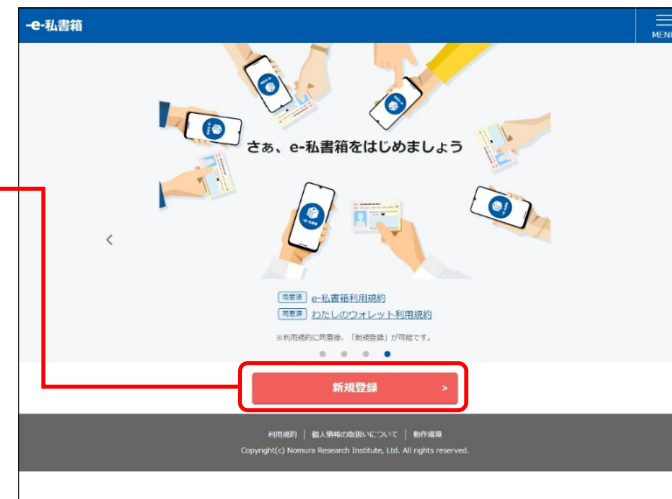 -e-私書箱
MENU
さぁ、e-私書箱をはじめましょう
同意済 e-私書箱利用規約
同意済 わたしのウォレット利用規約
※利用規約に同意後、「新規登録」が可能です。
新規登録 >
利用規約 | 個人情報の取扱いについて | 動作環境
Copyright(c) Nomura Research Institute, Ltd. All rights reserved.